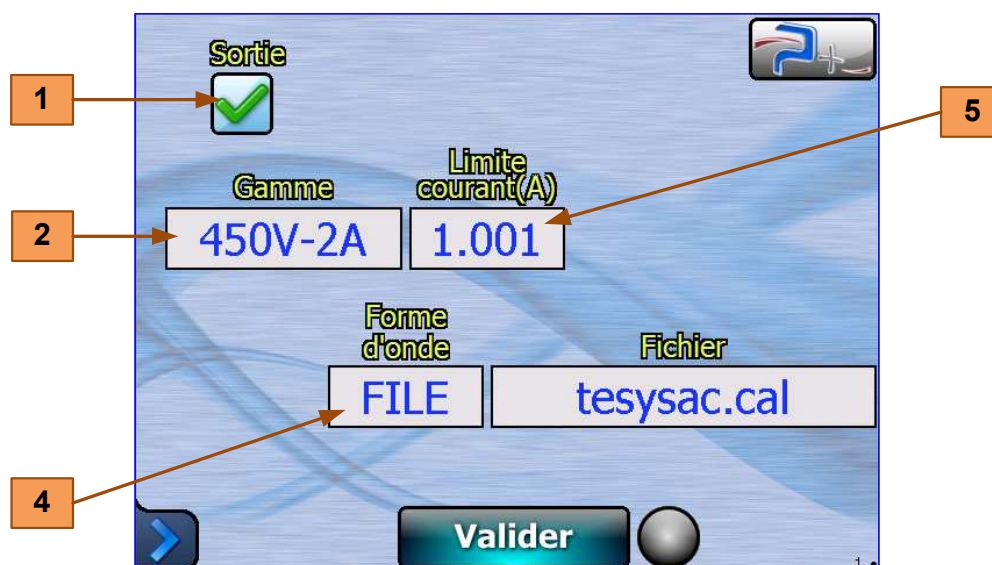 Sortie
1
5
Limite
Gamme courant(A)
2
450V-2A 1.001
Forme
d'onde Fichier
FILE tesysac.cal
4
Valider
1